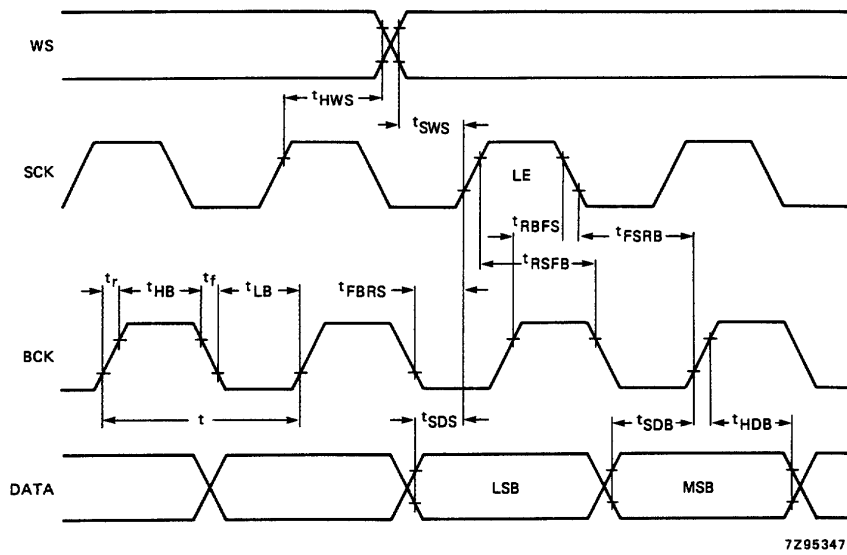 WS
tHWS
tSWS
SCK
LE
tRBFS
tFSRB
tRSFB
tr
tHB
tf
tLB
tFBRS
BCK
t
tSDS
tSDB
tHDB
DATA
LSB
MSB
7Z95347